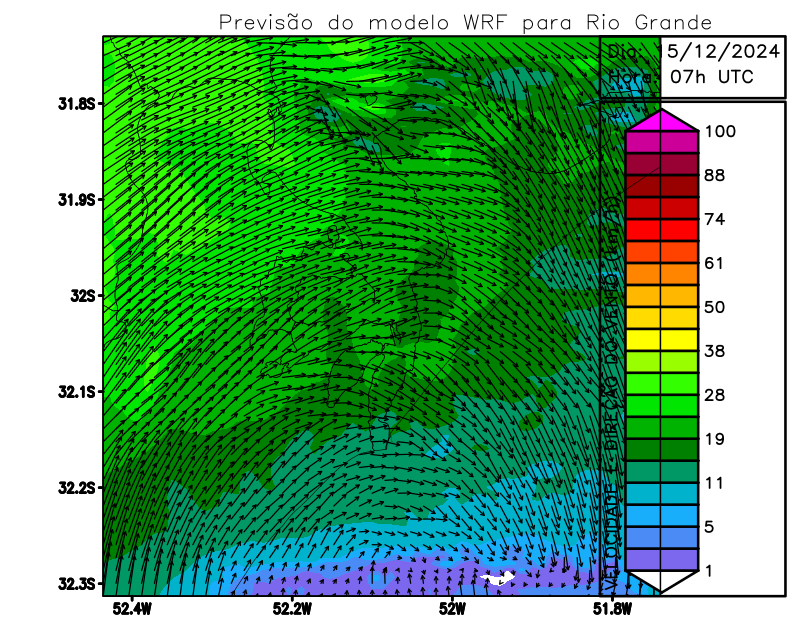 Previsão do modelo WRF para Rio Grande
Dia: 15/12/2024
Hora: 07h UTC
31.8S
31.9S
32S
32.1S
32.2S
32.3S
52.4W
52.2W
52W
51.8W
VELOCIDADE E DIREÇÃO DO VENTO (km/h)
100
88
74
61
50
38
28
19
11
5
1